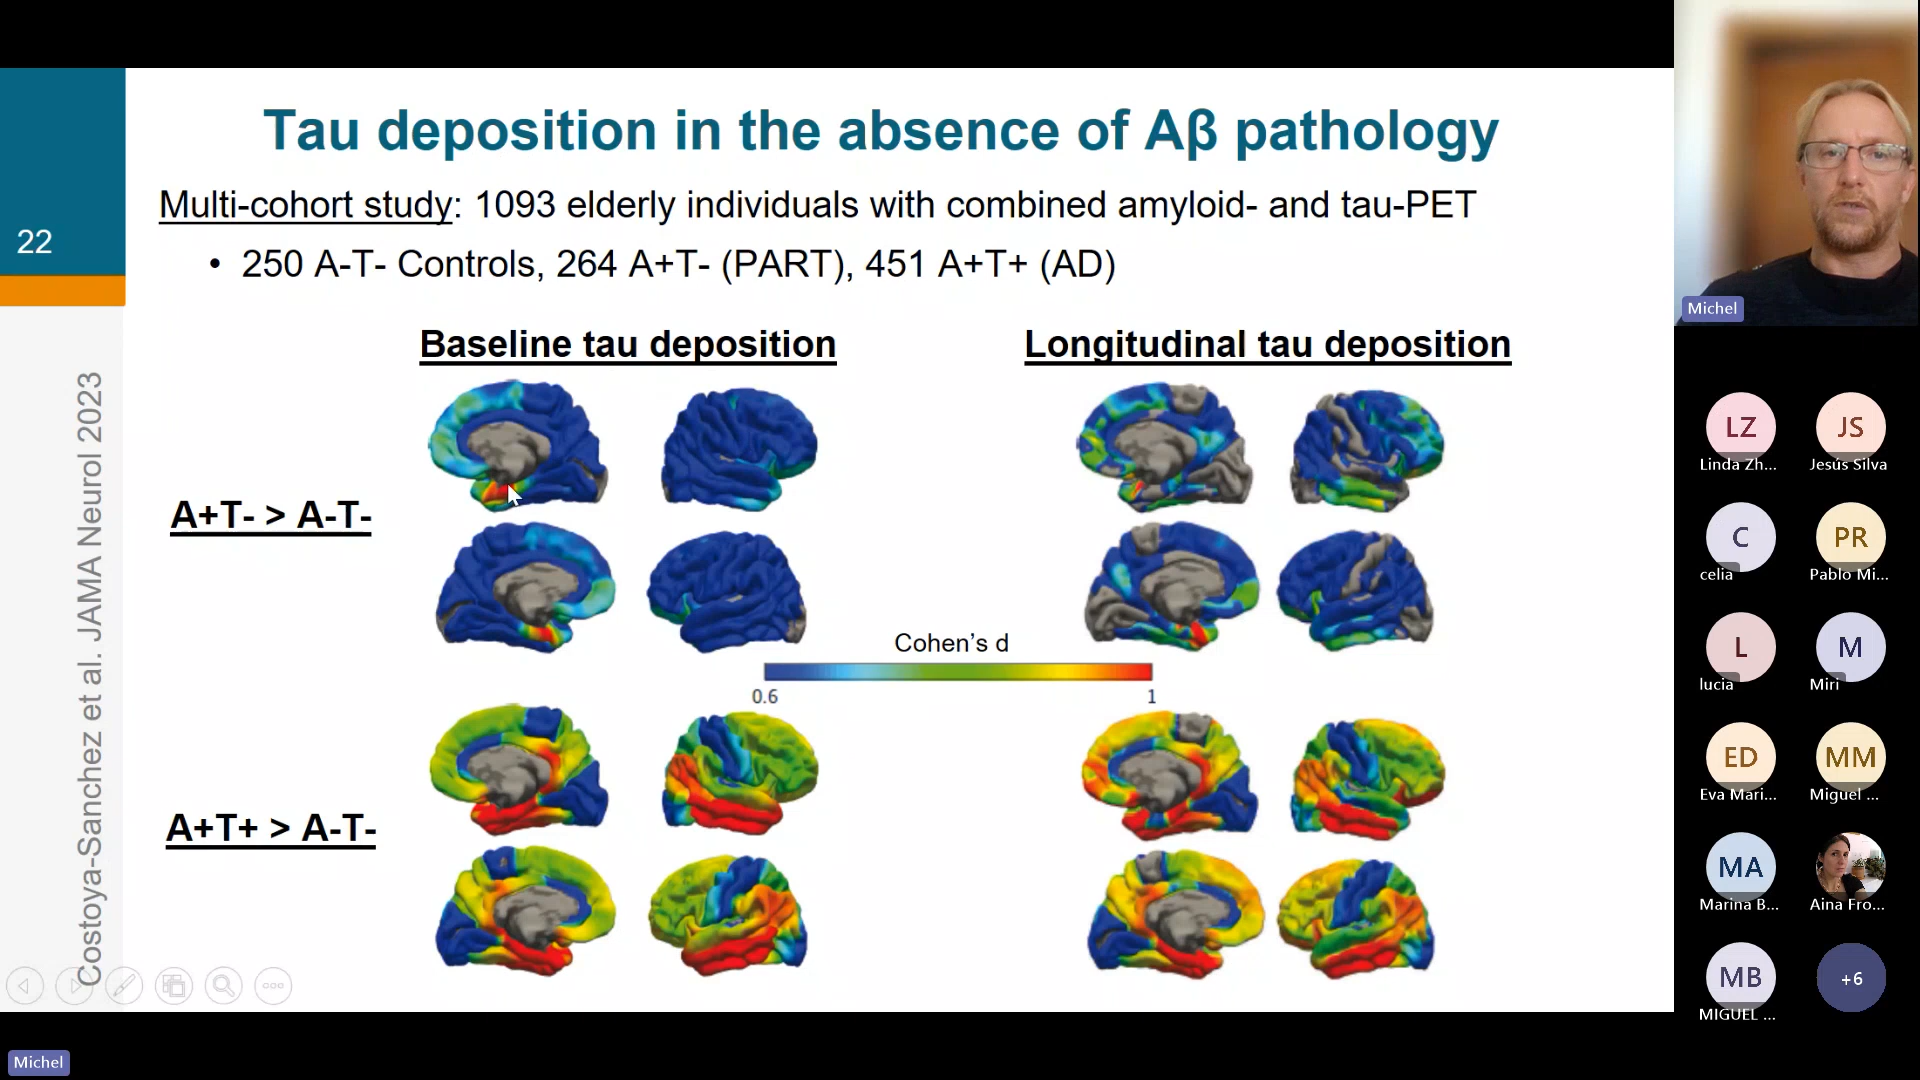 Tau deposition in the absence of Aβ pathology
22
Multi-cohort study: 1093 elderly individuals with combined amyloid- and tau-PET
• 250 A-T- Controls, 264 A+T- (PART), 451 A+T+ (AD)
Baseline tau deposition
Longitudinal tau deposition
A+T- > A-T-
Cohen's d
0.6
1
A+T+ > A-T-
Costoya-Sanchez et al. JAMA Neurol 2023
Michel
Michel
LZ
Linda Zh...
JS
Jesús Silva
C
celia
PR
Pablo Mi...
L
lucia
M
Miri
ED
Eva Mari...
MM
Miguel ...
MA
Marina B...
Aina Fro...
MB
MIGUEL ...
+6